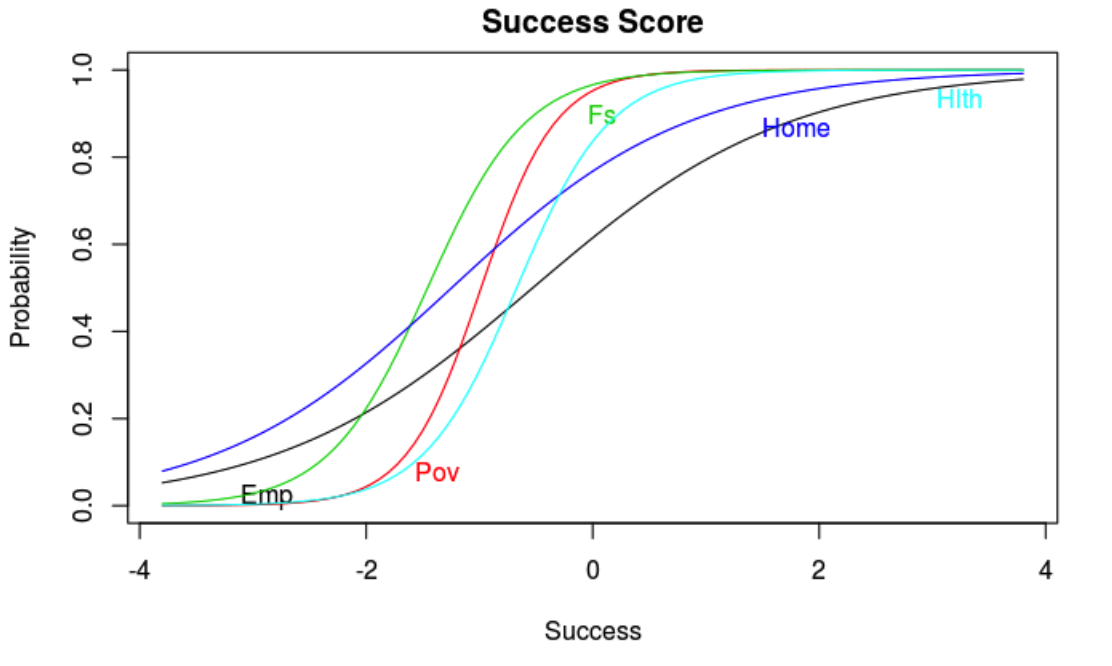 Success Score
Probability
1.0
0.8
0.6
0.4
0.2
0.0
Fs
Hlth
Home
Pov
Emp
-4 -2 0 2 4
Success